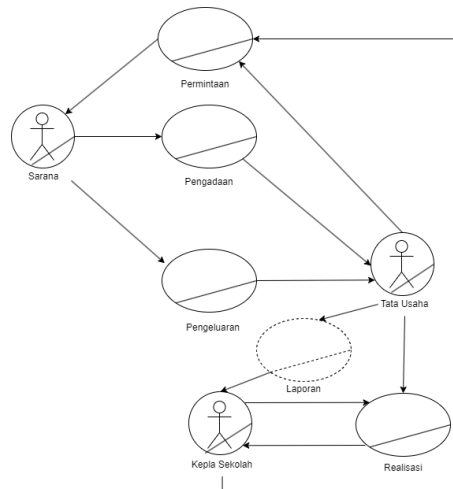 Permintaan
Sarana
Pengadaan
Tata Usaha
Pengeluaran
Laporan
Kepla Sekolah
Realisasi